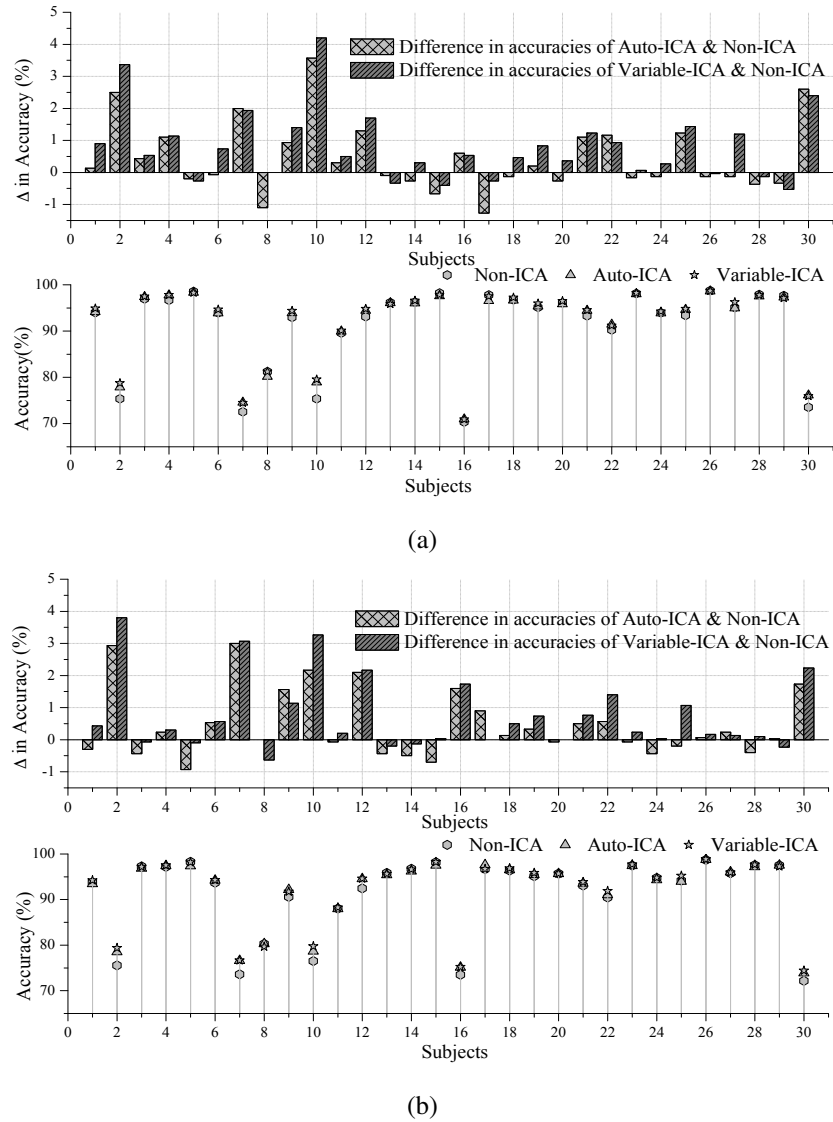 5
4
3
2
1
0
-1
Δ in Accuracy (%)
Difference in accuracies of Auto-ICA & Non-ICA
Difference in accuracies of Variable-ICA & Non-ICA
0 2 4 6 8 10 12 14 16 18 20 22 24 26 28 30
Subjects
Non-ICA Auto-ICA Variable-ICA
100
90
80
70
Accuracy(%)
0 2 4 6 8 10 12 14 16 18 20 22 24 26 28 30
Subjects
(a)
5
4
3
2
1
0
-1
Δ in Accuracy (%)
Difference in accuracies of Auto-ICA & Non-ICA
Difference in accuracies of Variable-ICA & Non-ICA
0 2 4 6 8 10 12 14 16 18 20 22 24 26 28 30
Subjects
Non-ICA Auto-ICA Variable-ICA
100
90
80
70
Accuracy (%)
0 2 4 6 8 10 12 14 16 18 20 22 24 26 28 30
Subjects
(b)